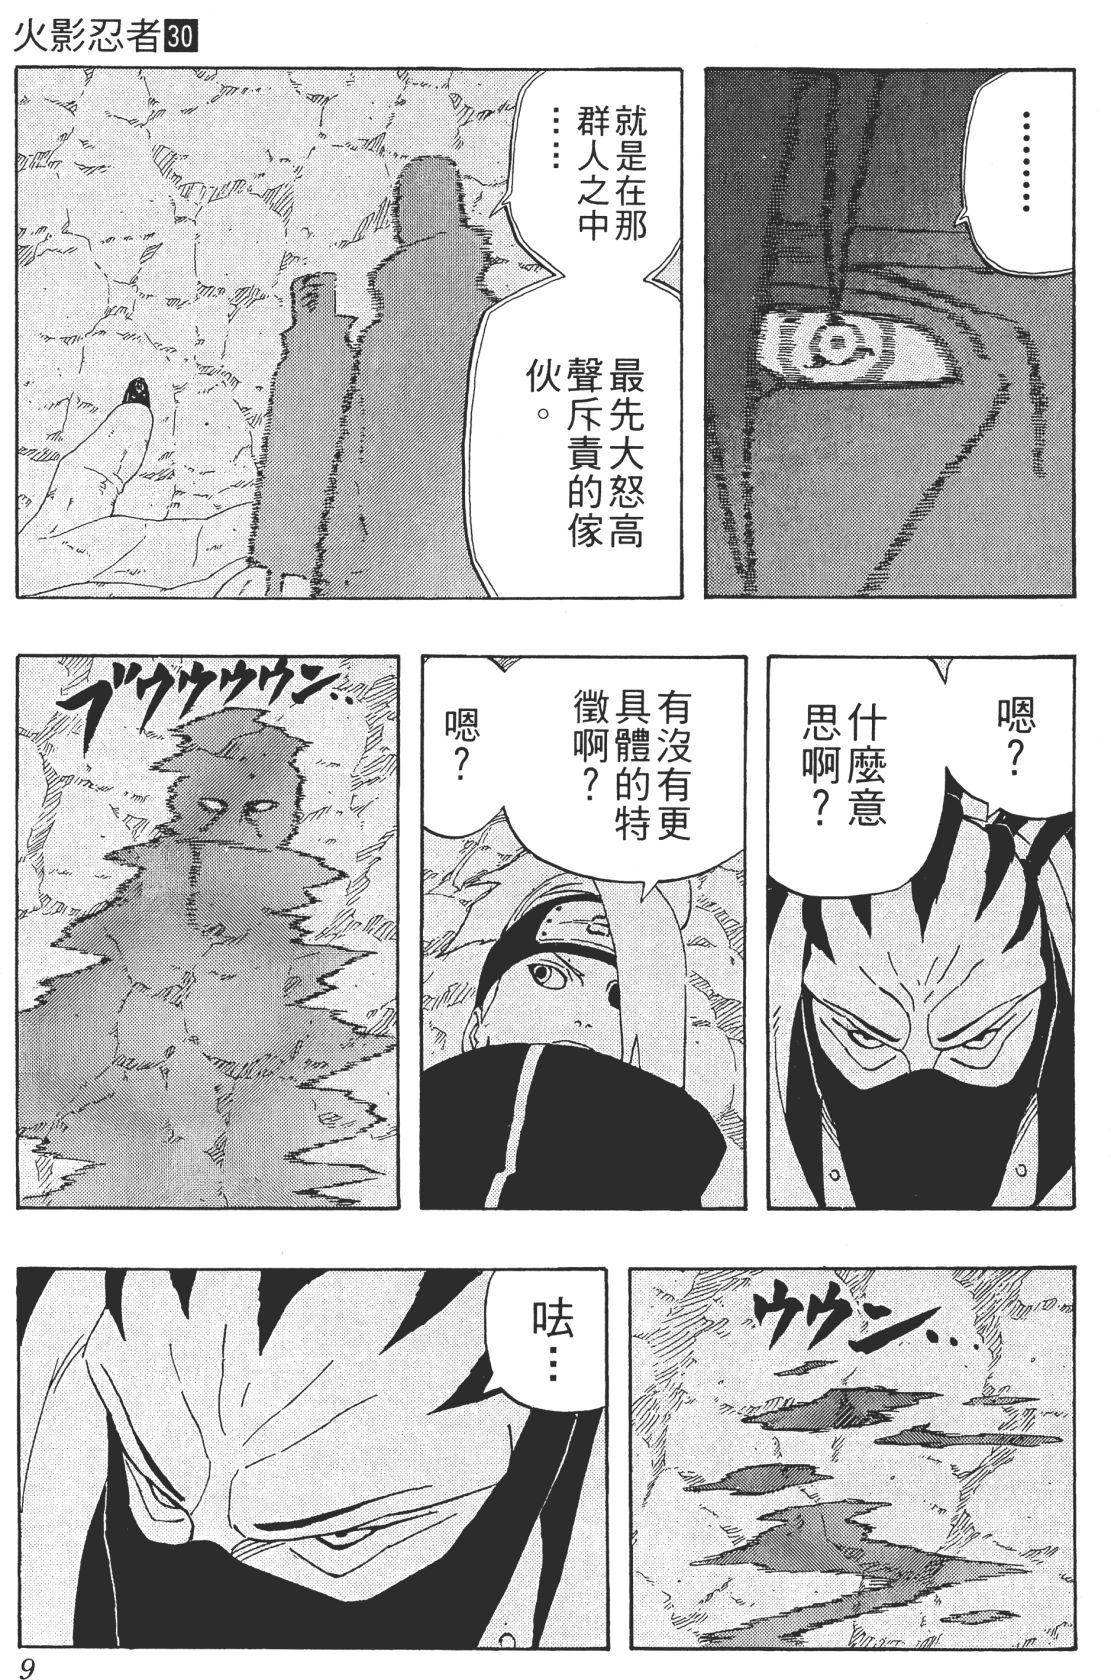 火影忍者30
………
就是在那
群人之中
……
最先大怒高
聲斥責的傢
伙。
嗯?
什麼意
思啊?
有沒有更
具體的特
徵啊?
嗯?
ブウウウウン‥
ウウン‥
呿…
9